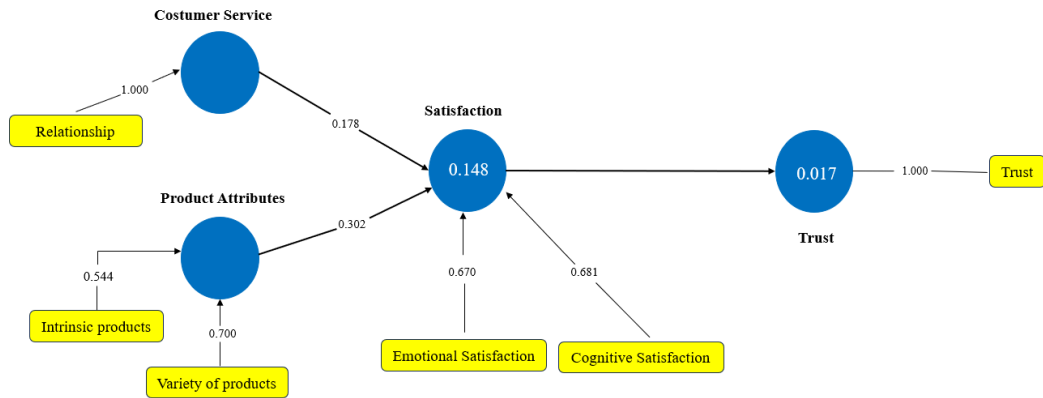 Costumer Service
1.000
Relationship
0.178
Satisfaction
0.148
0.017
1.000
Trust
Product Attributes
0.302
Trust
0.544
0.670
0.681
Intrinsic products
0.700
Emotional Satisfaction
Cognitive Satisfaction
Variety of products